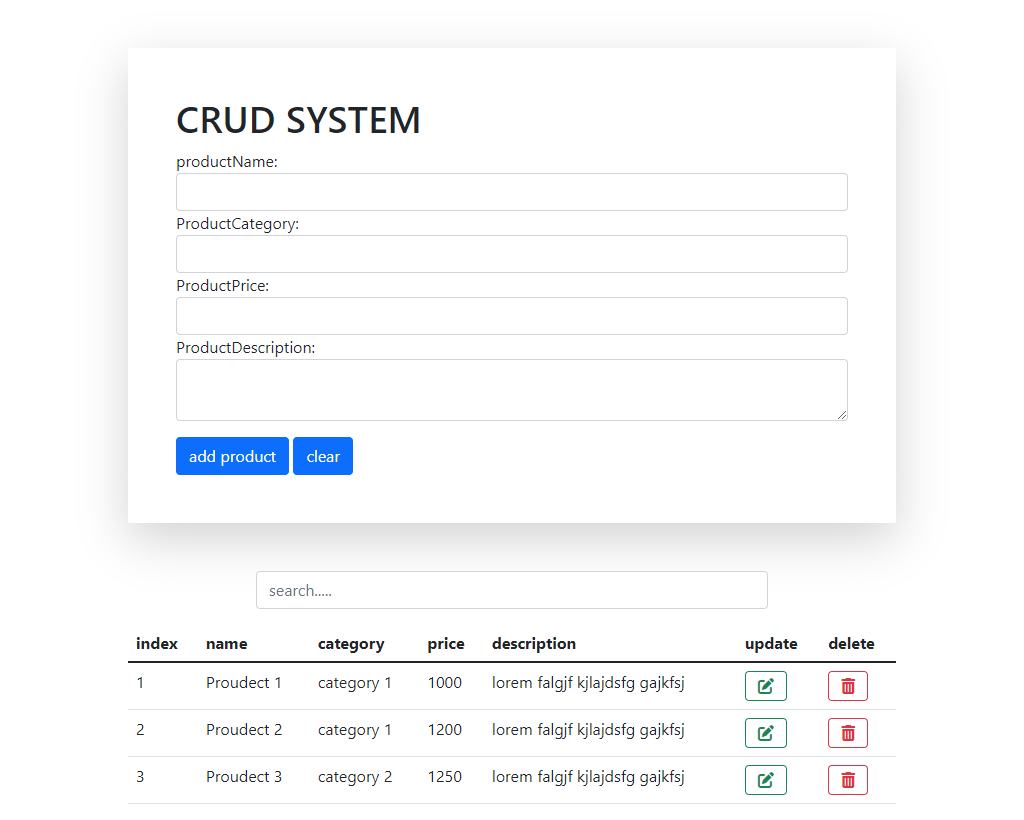 CRUD SYSTEM
productName:
ProductCategory:
ProductPrice:
ProductDescription:
add product clear
search.....
index name category price description update delete
1 Proudect 1 category 1 1000 lorem falgjf kjlajdsfg gajkfsj
2 Proudect 2 category 1 1200 lorem falgjf kjlajdsfg gajkfsj
3 Proudect 3 category 2 1250 lorem falgjf kjlajdsfg gajkfsj